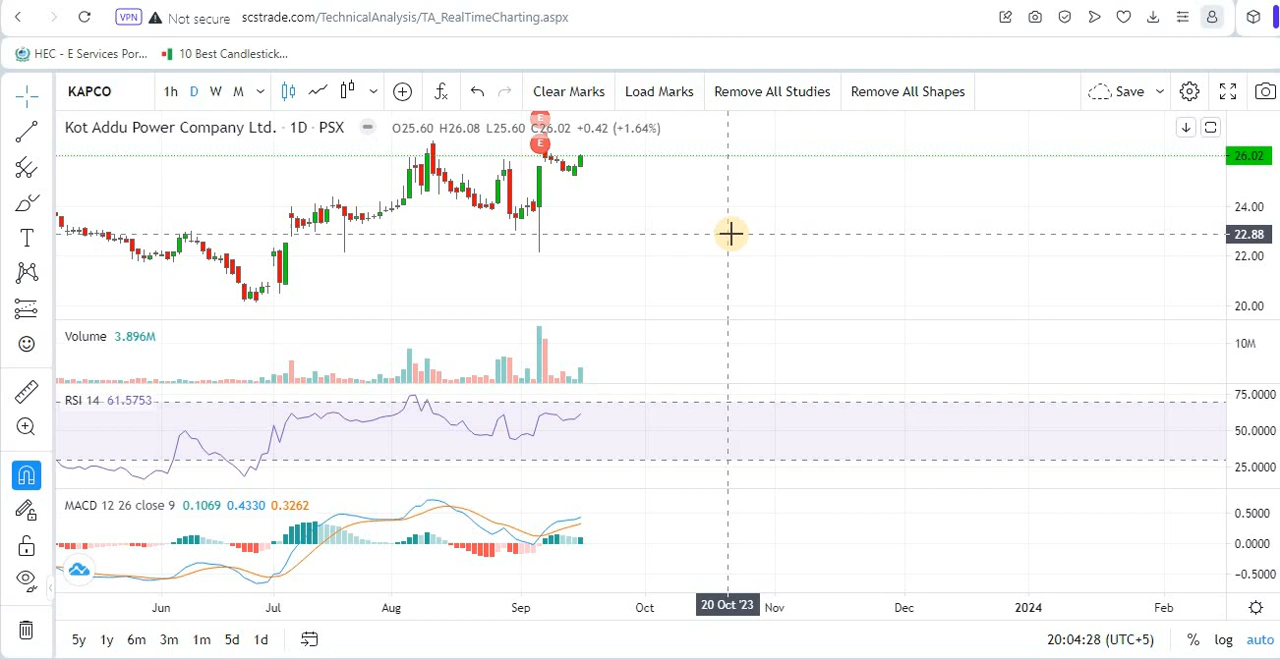 VPN Not secure scstrade.com/TechnicalAnalysis/TA_RealTimeCharting.aspx
HEC - E Services Por... 10 Best Candlestick...
KAPCO 1h D W M Clear Marks Load Marks Remove All Studies Remove All Shapes Save
Kot Addu Power Company Ltd. · 1D · PSX O25.60 H26.08 L25.60 C26.02 +0.42 (+1.64%)
E
E
26.02
24.00
22.88
22.00
20.00
Volume 3.896M
10M
RSI 14 61.5753
75.0000
50.0000
25.0000
MACD 12 26 close 9 0.1069 0.4330 0.3262
0.5000
0.0000
−0.5000
Jun Jul Aug Sep Oct 20 Oct '23 Nov Dec 2024 Feb
5y 1y 6m 3m 1m 5d 1d 20:04:28 (UTC+5) % log auto